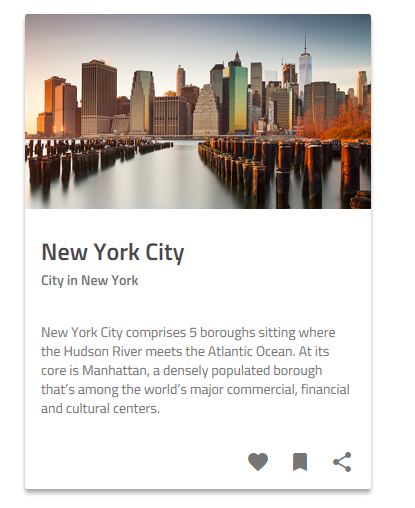 New York City
City in New York
New York City comprises 5 boroughs sitting where
the Hudson River meets the Atlantic Ocean. At its
core is Manhattan, a densely populated borough
that’s among the world’s major commercial, financial
and cultural centers.